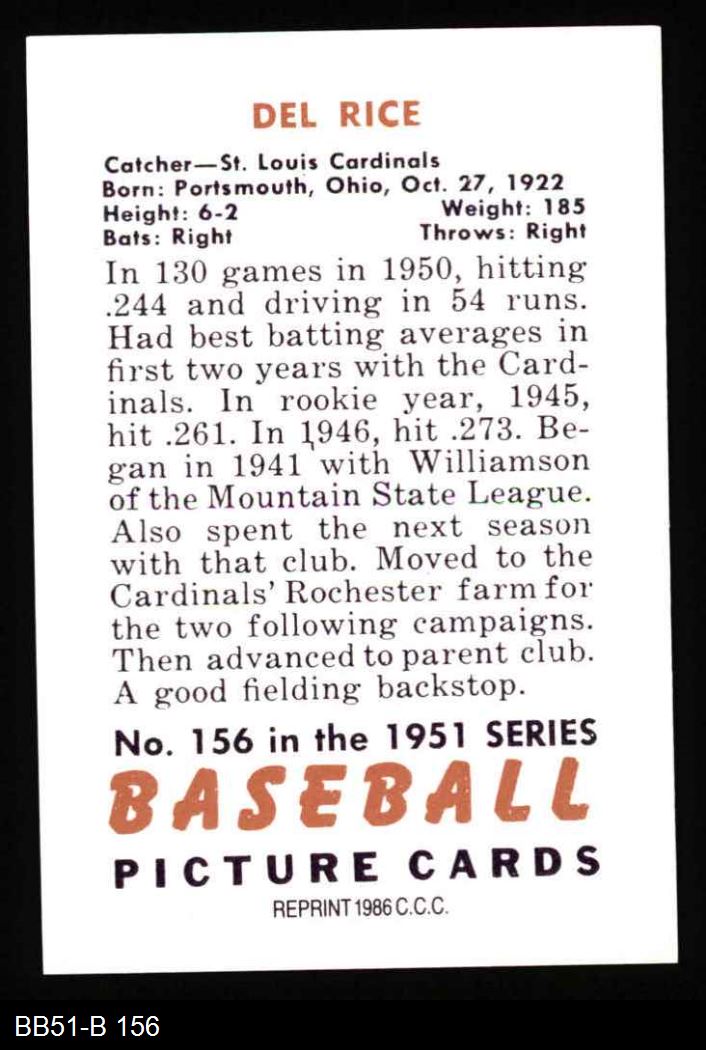 DEL RICE
Catcher—St. Louis Cardinals
Born: Portsmouth, Ohio, Oct. 27, 1922
Height: 6-2 Weight: 185
Bats: Right Throws: Right
In 130 games in 1950, hitting
.244 and driving in 54 runs.
Had best batting averages in
first two years with the Card-
inals. In rookie year, 1945,
hit .261. In 1946, hit .273. Be-
gan in 1941 with Williamson
of the Mountain State League.
Also spent the next season
with that club. Moved to the
Cardinals' Rochester farm for
the two following campaigns.
Then advanced to parent club.
A good fielding backstop.
No. 156 in the 1951 SERIES
BASEBALL
PICTURE CARDS
REPRINT 1986 C.C.C.
BB51-B 156